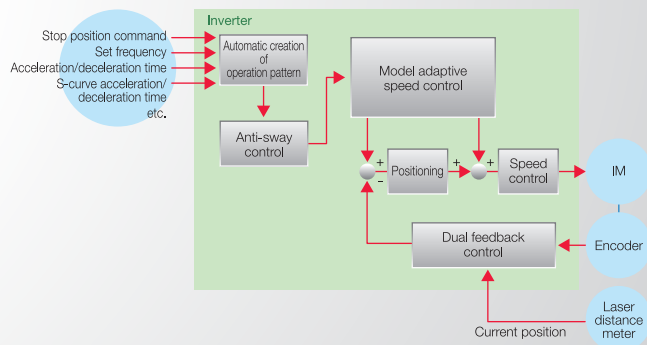 Inverter
Stop position command
Set frequency
Acceleration/deceleration time
S-curve acceleration/
deceleration time
etc.
Automatic creation
of
operation pattern
Anti-sway
control
Model adaptive
speed control
+
-
Positioning
+
+
Speed
control
IM
Dual feedback
control
Encoder
Current position
Laser
distance
meter